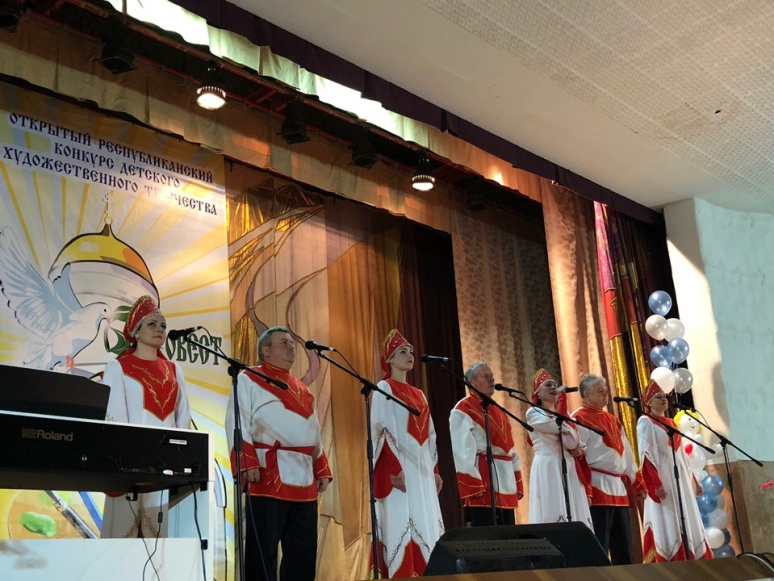 ОТКРЫТЫЙ РЕСПУБЛИКАНСКИЙ
КОНКУРС ДЕТСКОГО
ХУДОЖЕСТВЕННОГО
Roland